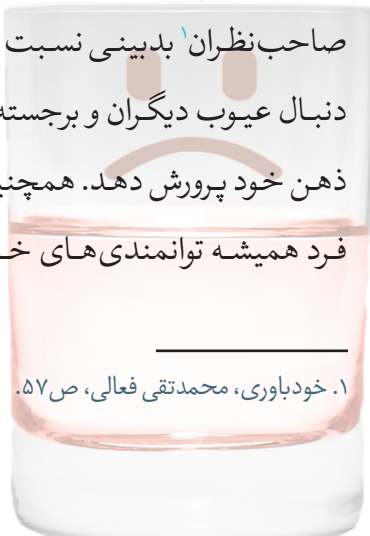 صاحب‌نظران۱ بدبینی نسبت
دنبال عیوب دیگران و برجسته
ذهن خود پرورش دهد. همچنی
فرد همیشه توانمندی‌های خـ
۱. خودباوری، محمدتقی فعالی، ص۵۷.